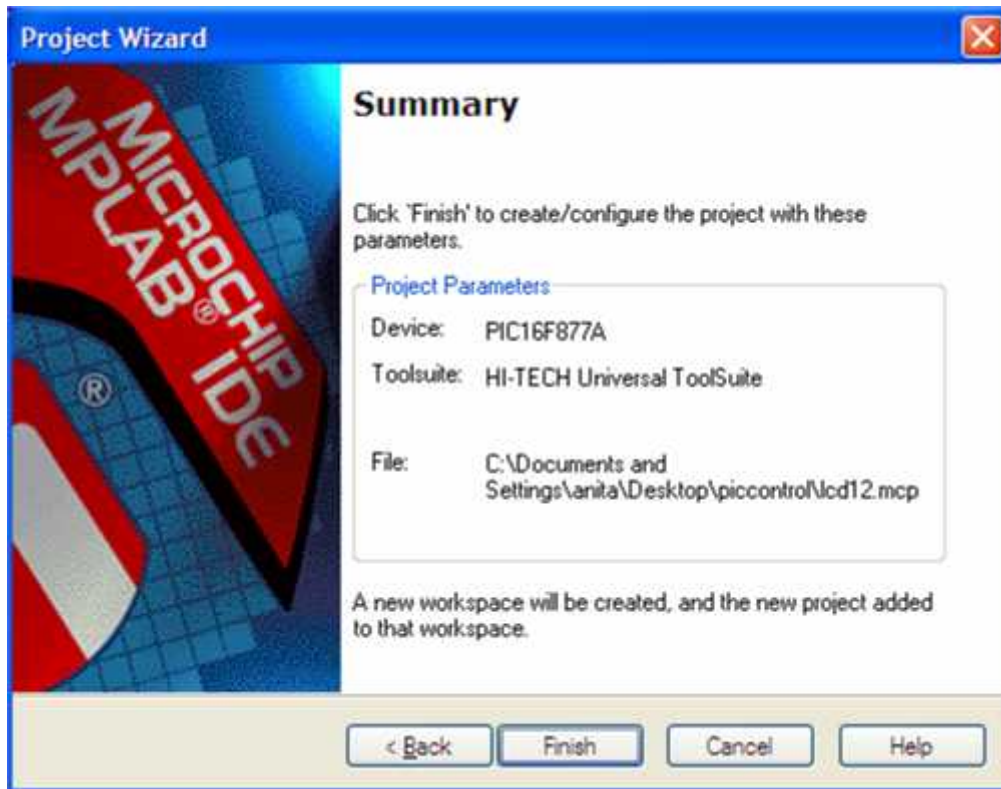 Project Wizard
MICROCHIP
MPLAB® IDE
®
Summary
Click 'Finish' to create/configure the project with these
parameters.
Project Parameters
Device: PIC16F877A
Toolsuite: HI-TECH Universal ToolSuite
File: C:\Documents and
Settings\anita\Desktop\piccontrol\lcd12.mcp
A new workspace will be created, and the new project added
to that workspace.
< Back Finish Cancel Help